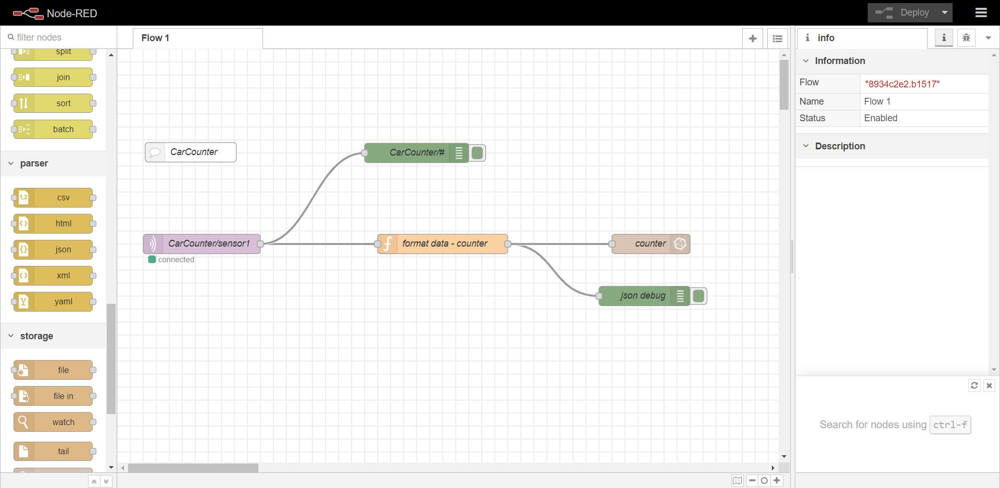 Node-RED
Deploy
filter nodes
Flow 1
info
split
join
sort
batch
parser
csv
1,2
html
json
xml
yaml
Y
storage
file
file in
watch
tail
CarCounter
CarCounter/#
CarCounter/sensor1
connected
format data - counter
counter
json debug
Information
Flow "8934c2e2.b1517"
Name Flow 1
Status Enabled
Description
Search for nodes using ctrl-f